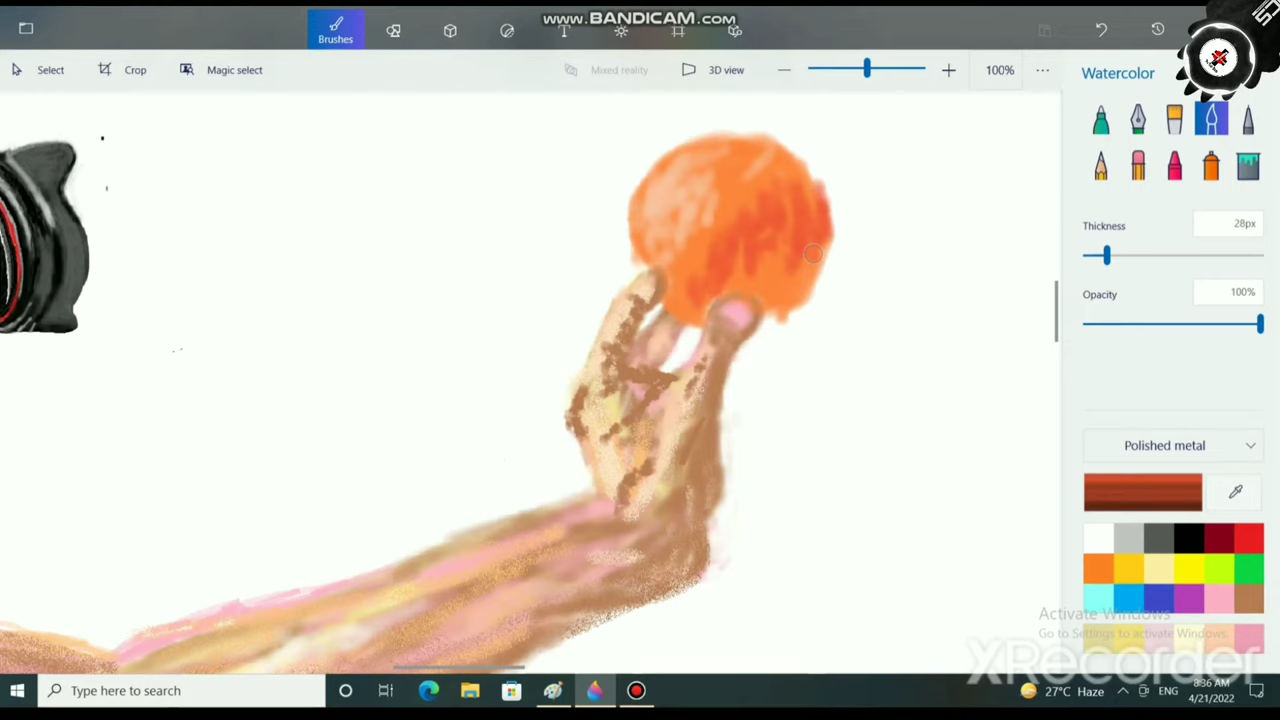 www.BANDICAM.com
Brushes
Select
Crop
Magic select
Mixed reality
3D view
100%
Watercolor
Thickness
28px
Opacity
100%
Polished metal
Activate Windows
Go to Settings to activate Windows.
XRecorder
Type here to search
27°C Haze
ENG
8:36 AM
4/21/2022